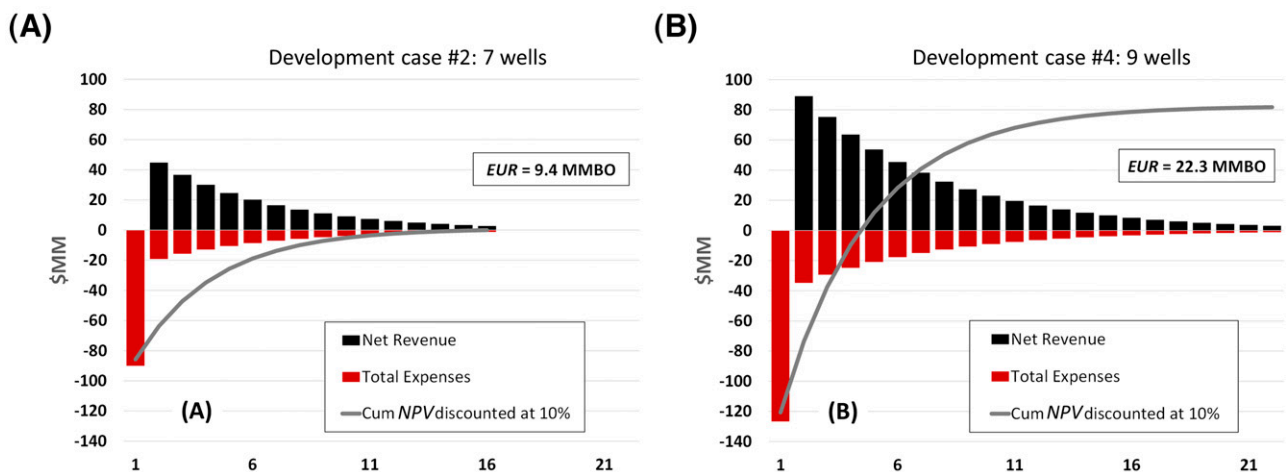 (A)
Development case #2: 7 wells
100
80
60
40
20
0
-20
-40
-60
-80
-100
-120
-140
$MM
EUR = 9.4 MMBO
Net Revenue
Total Expenses
Cum NPV discounted at 10%
(A)
1 6 11 16 21
(B)
Development case #4: 9 wells
100
80
60
40
20
0
-20
-40
-60
-80
-100
-120
-140
$MM
EUR = 22.3 MMBO
Net Revenue
Total Expenses
Cum NPV discounted at 10%
(B)
1 6 11 16 21